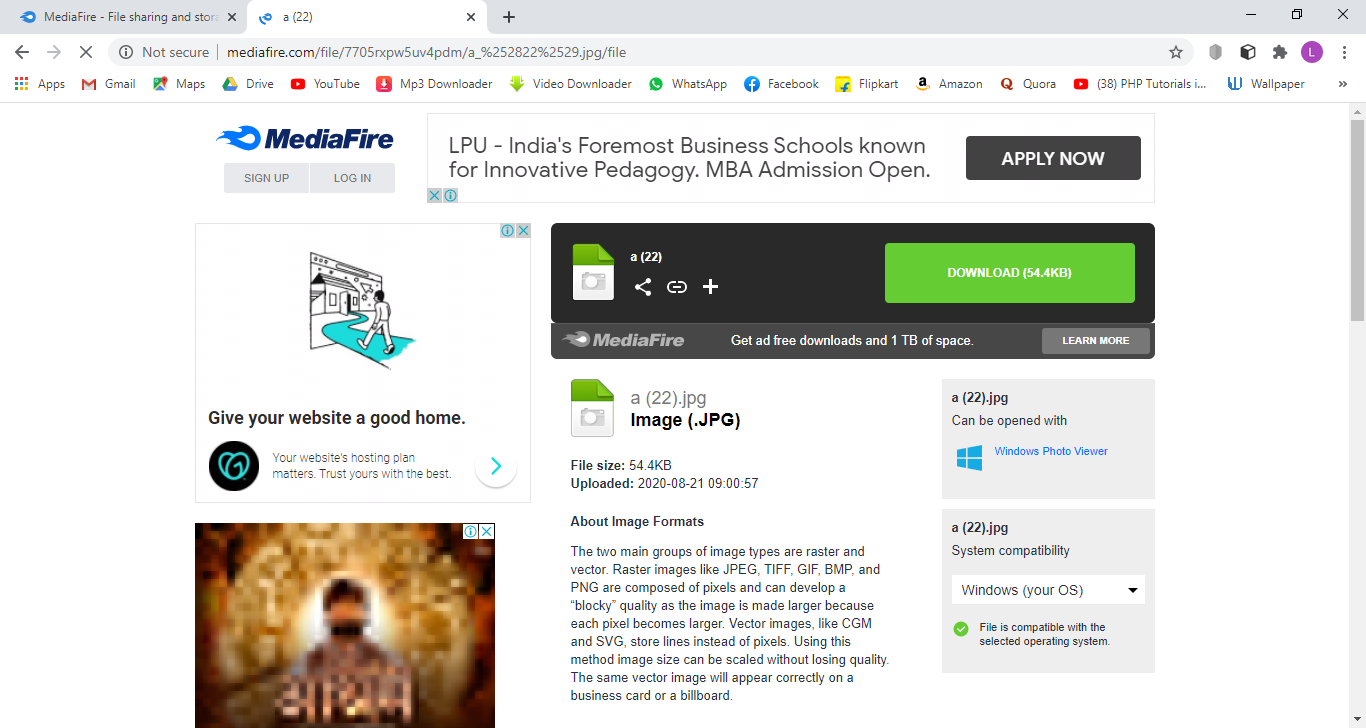 MediaFire - File sharing and stora
a (22)
Not secure
mediafire.com/file/7705rxpw5uv4pdm/a_%252822%2529.jpg/file
L
Apps
Gmail
Maps
Drive
YouTube
Mp3 Downloader
Video Downloader
WhatsApp
Facebook
Flipkart
Amazon
Quora
(38) PHP Tutorials i...
Wallpaper
»
MediaFire
SIGN UP
LOG IN
LPU - India's Foremost Business Schools known
for Innovative Pedagogy. MBA Admission Open.
APPLY NOW
Give your website a good home.
Your website's hosting plan
matters. Trust yours with the best.
a (22)
DOWNLOAD (54.4KB)
MediaFire
Get ad free downloads and 1 TB of space.
LEARN MORE
a (22).jpg
Image (.JPG)
File size: 54.4KB
Uploaded: 2020-08-21 09:00:57
About Image Formats
The two main groups of image types are raster and
vector. Raster images like JPEG, TIFF, GIF, BMP, and
PNG are composed of pixels and can develop a
“blocky” quality as the image is made larger because
each pixel becomes larger. Vector images, like CGM
and SVG, store lines instead of pixels. Using this
method image size can be scaled without losing quality.
The same vector image will appear correctly on a
business card or a billboard.
a (22).jpg
Can be opened with
Windows Photo Viewer
a (22).jpg
System compatibility
Windows (your OS)
File is compatible with the
selected operating system.